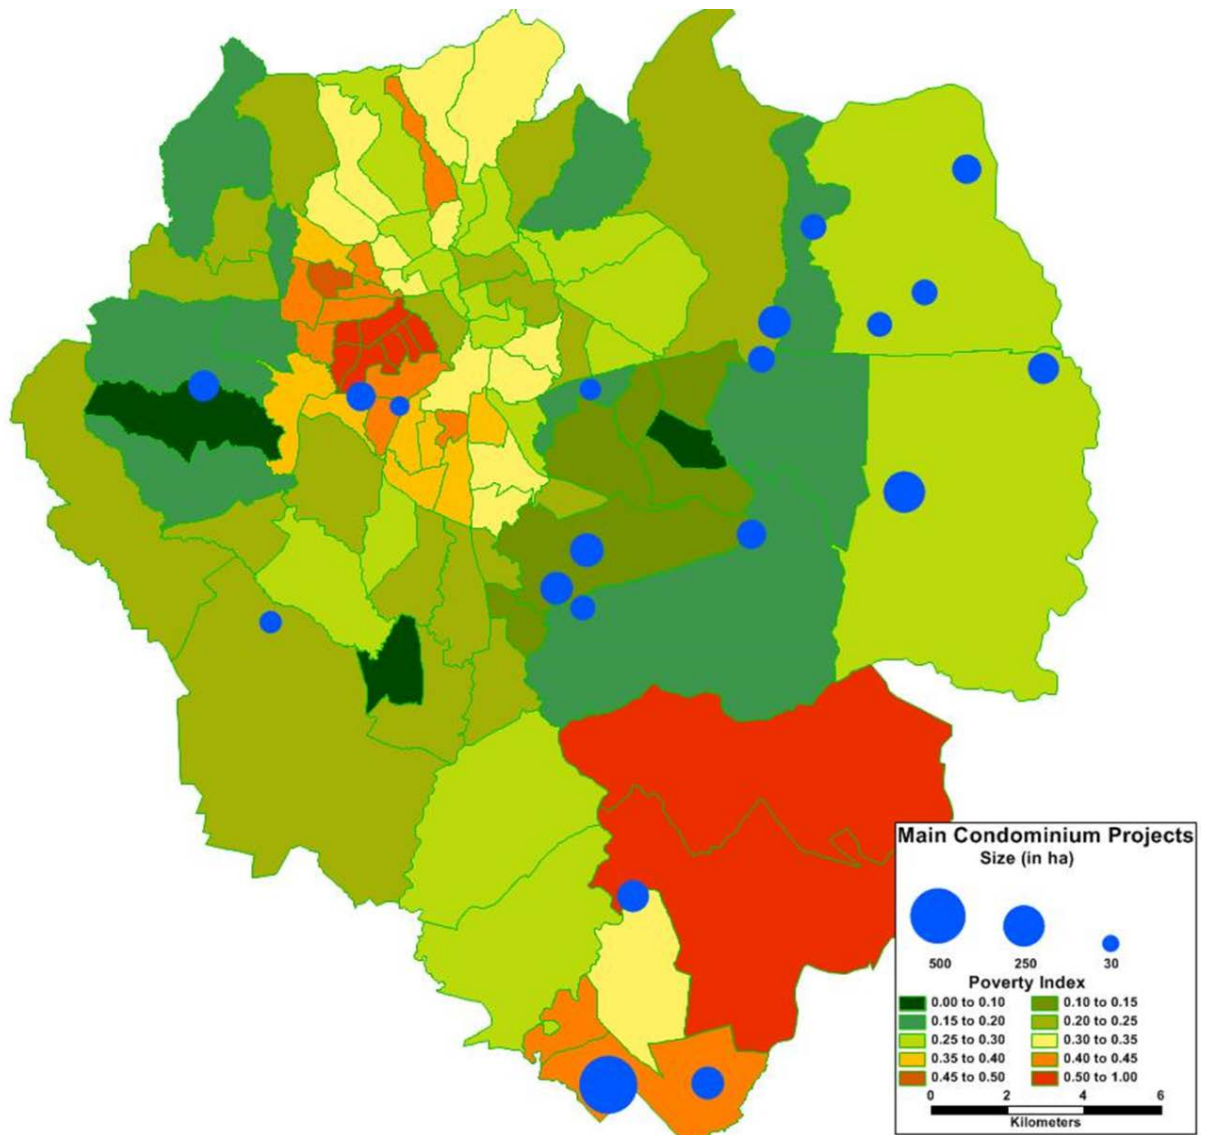 Main Condominium Projects
Size (in ha)
500 250 30
Poverty Index
0.00 to 0.10 0.10 to 0.15
0.15 to 0.20 0.20 to 0.25
0.25 to 0.30 0.30 to 0.35
0.35 to 0.40 0.40 to 0.45
0.45 to 0.50 0.50 to 1.00
0 2 4 6
Kilometers